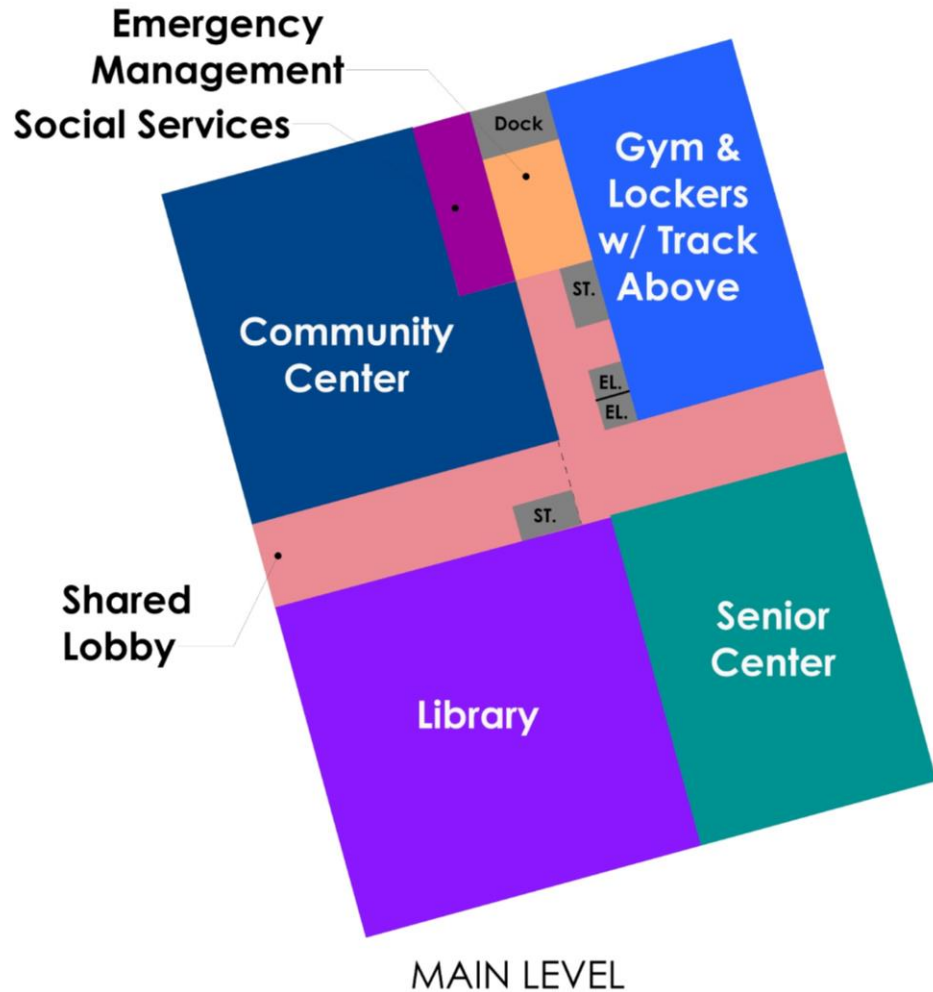 Emergency
Management
Social Services
Dock
Gym &
Lockers
w/ Track
Above
ST.
Community
Center
EL.
EL.
ST.
Shared
Lobby
Senior
Center
Library
MAIN LEVEL